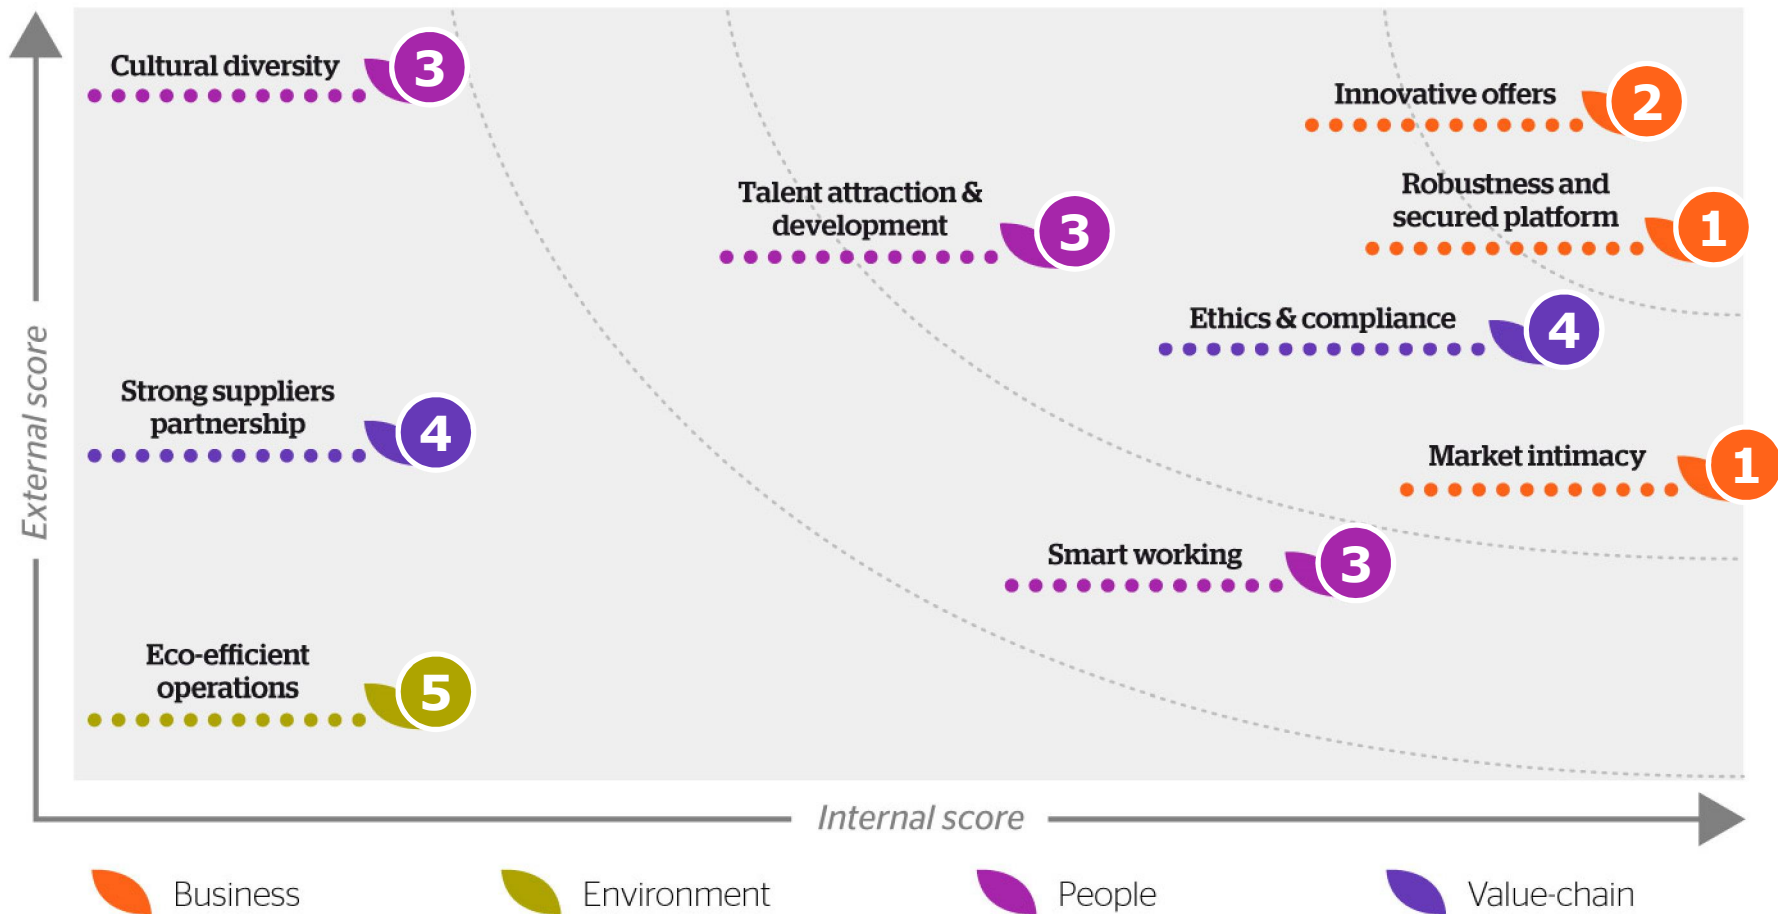 Cultural diversity
3
Innovative offers
2
Talent attraction &
development
3
Robustness and
secured platform
1
Ethics & compliance
4
Strong suppliers
partnership
4
Market intimacy
1
Smart working
3
Eco-efficient
operations
5
External score
Internal score
Business
Environment
People
Value-chain